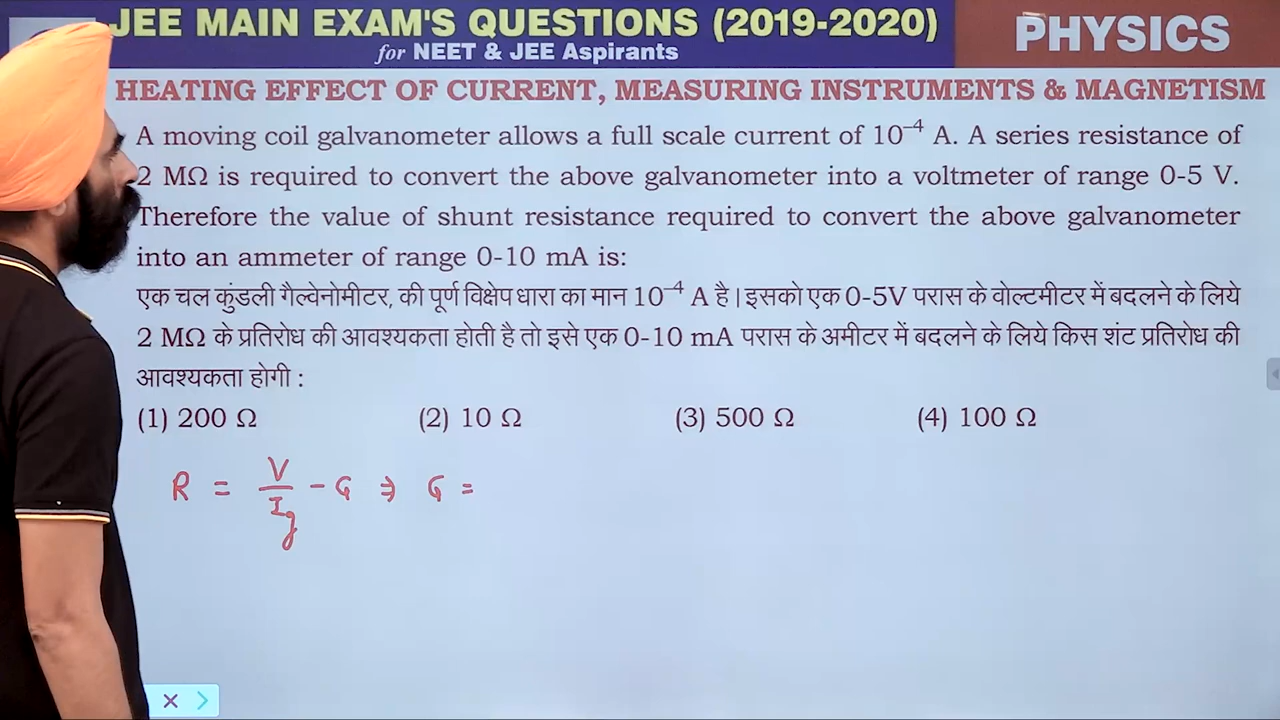 JEE MAIN EXAM'S QUESTIONS (2019-2020)
for NEET & JEE Aspirants
PHYSICS
HEATING EFFECT OF CURRENT, MEASURING INSTRUMENTS & MAGNETISM
A moving coil galvanometer allows a full scale current of 10⁻⁴ A. A series resistance of
2 MΩ is required to convert the above galvanometer into a voltmeter of range 0-5 V.
Therefore the value of shunt resistance required to convert the above galvanometer
into an ammeter of range 0-10 mA is:
एक चल कुंडली गैल्वेनोमीटर, की पूर्ण विक्षेप धारा का मान 10⁻⁴ A है। इसको एक 0-5V परास के वोल्टमीटर में बदलने के लिये
2 MΩ के प्रतिरोध की आवश्यकता होती है तो इसे एक 0-10 mA परास के अमीटर में बदलने के लिये किस शंट प्रतिरोध की
आवश्यकता होगी :
(1) 200 Ω (2) 10 Ω (3) 500 Ω (4) 100 Ω
R = V/Ig - G ⇒ G =